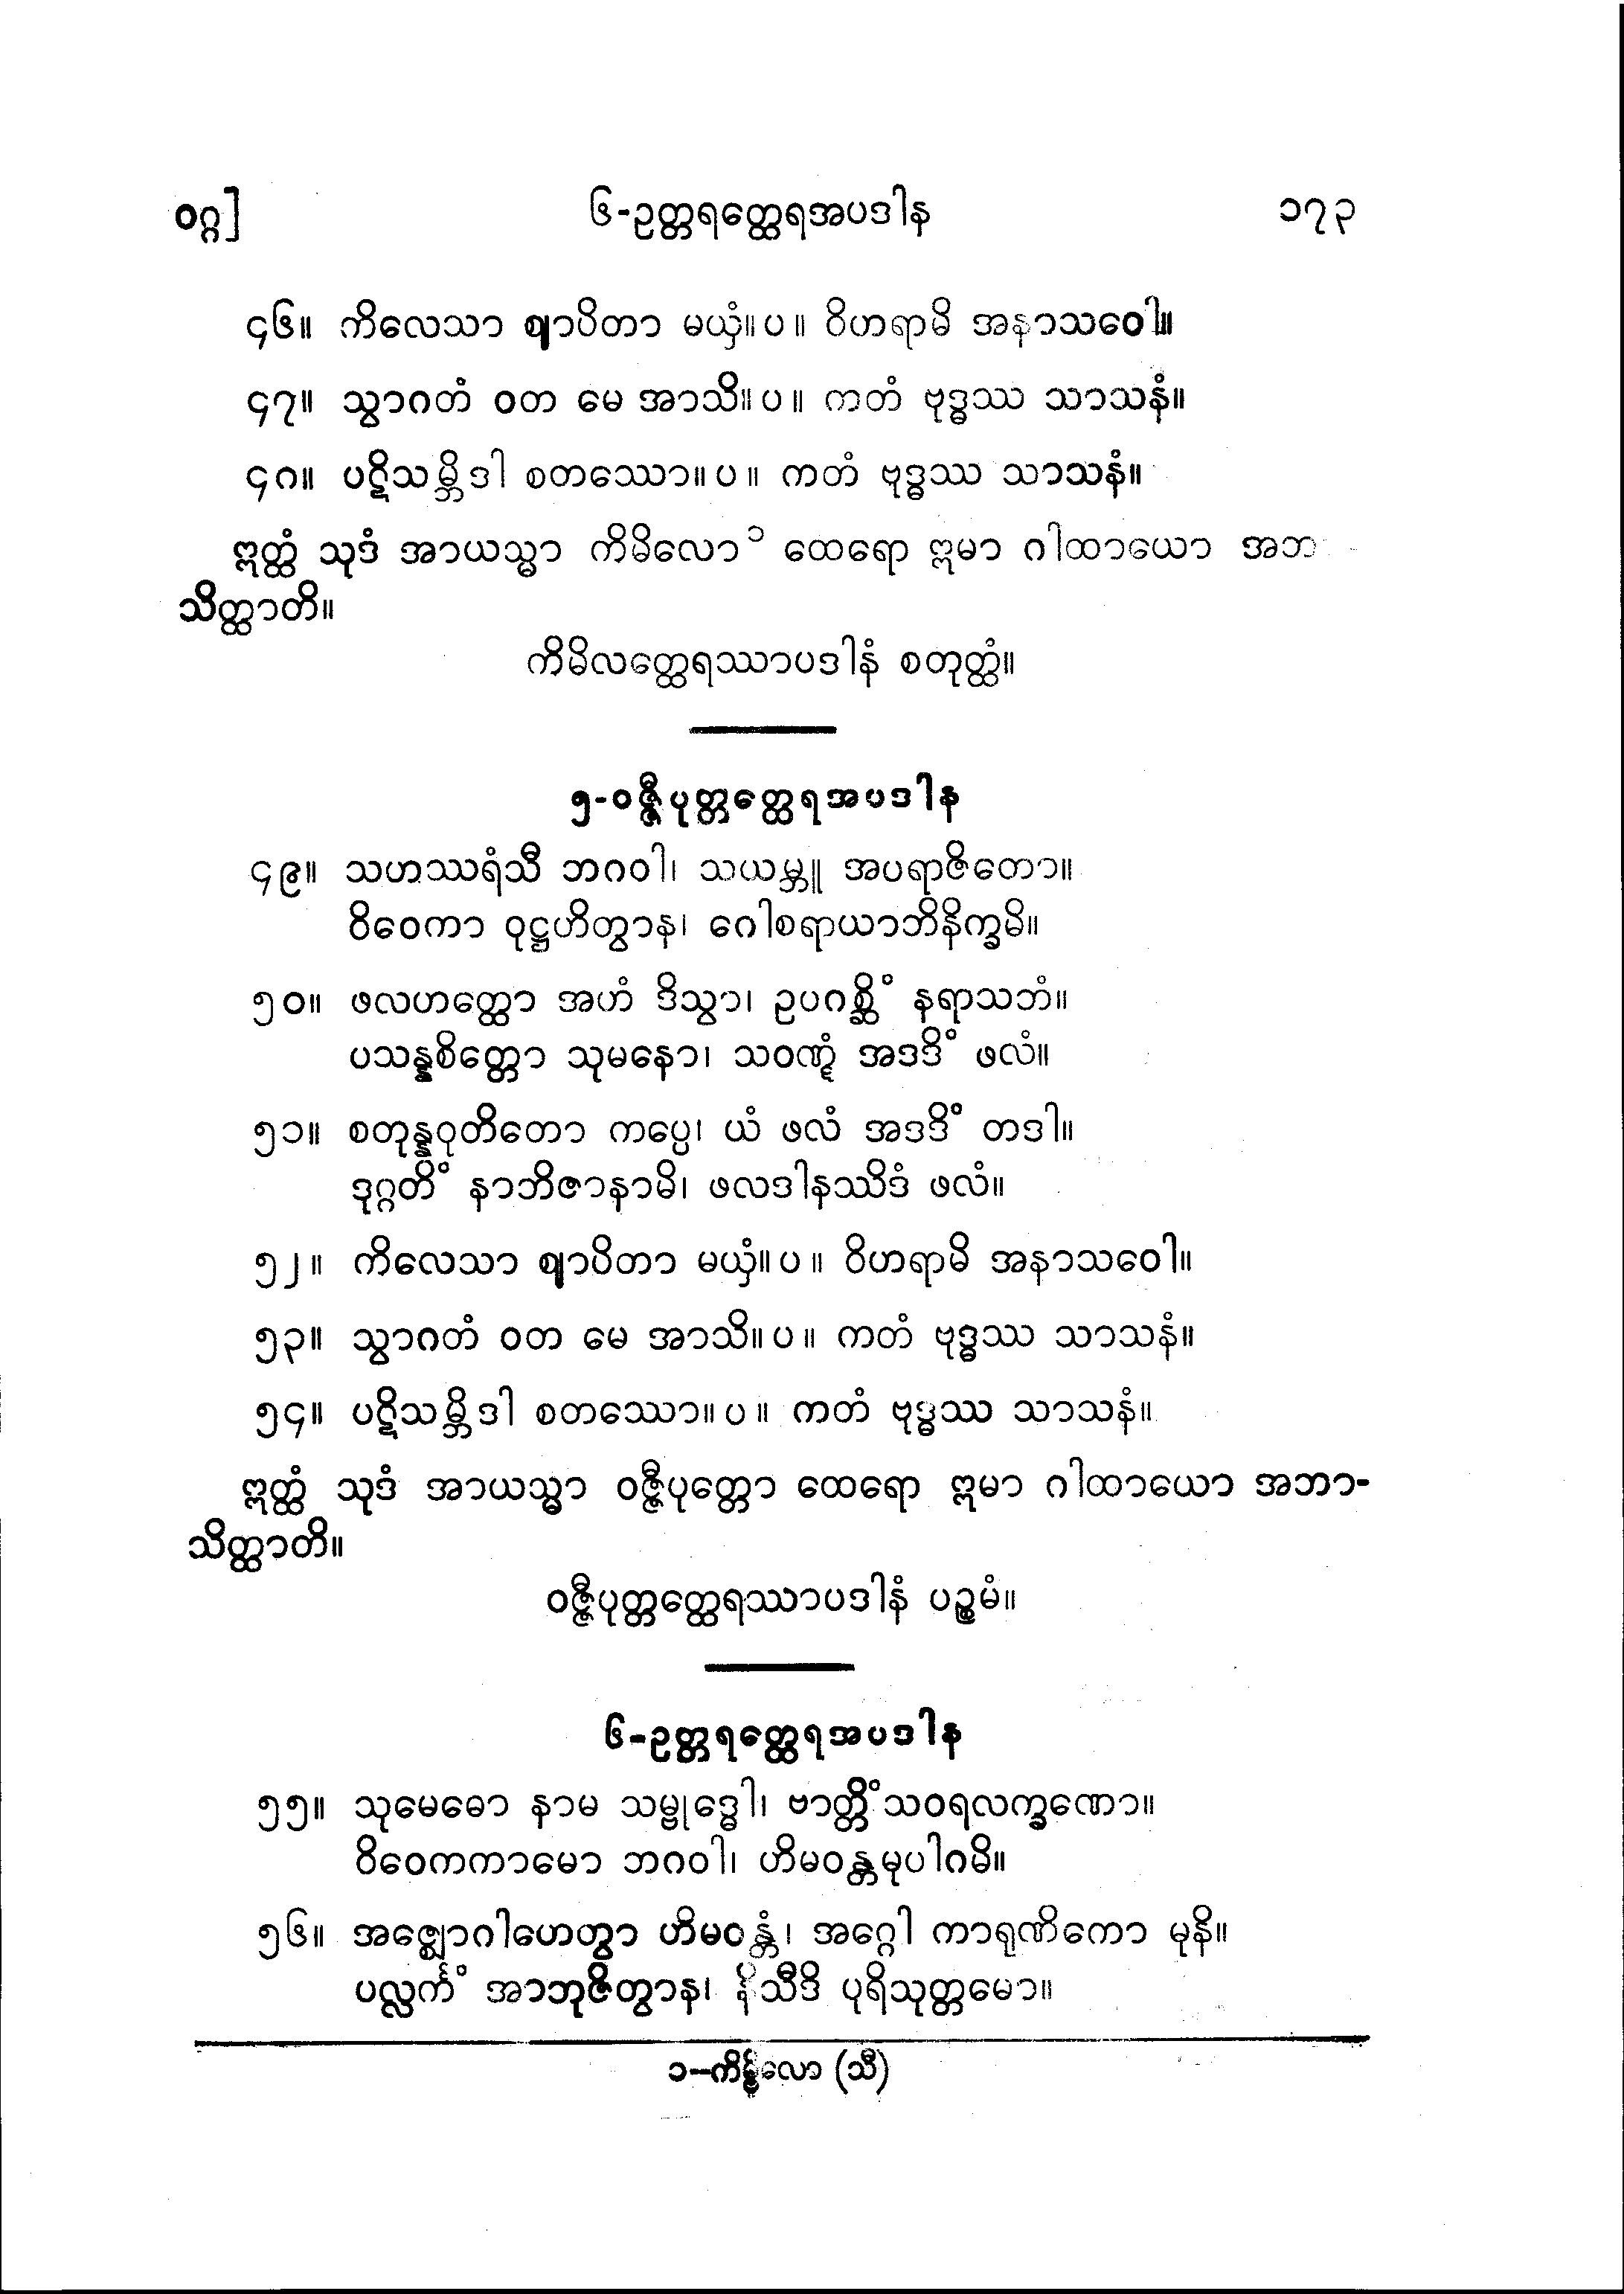 ဝဂ္ဂ]
၆-ဥတ္တရတ္ထေရအပဒါန
၁၇၃
၄၆။ ကိလေသာ ဈာပိတာ မယှံ။ပ။ ဝိဟရာမိ အနာသဝေါ။
၄၇။ သွာဂတံ ဝတ မေ အာသိ။ပ။ ကတံ ဗုဒ္ဓဿ သာသနံ။
၄၈။ ပဋိသမ္ဘိဒါ စတဿော။ပ။ ကတံ ဗုဒ္ဓဿ သာသနံ။
ဣတ္ထံ သုဒံ အာယသ္မာ ကိမိလော ၁ ထေရော ဣမာ ဂါထာယော အဘ
သိတ္ထာတိ။
ကိမိလတ္ထေရဿာပဒါနံ စတုတ္ထံ။
၅-ဝဇ္ဇီပုတ္တတ္ထေရအပဒါန
၄၉။ သဟဿရံသီ ဘဂဝါ၊ သယမ္ဘူ အပရာဇိတော။
ဝိဝေကာ ဝုဋ္ဌဟိတွာန၊ ဂေါစရာယာဘိနိက္ခမိ။
၅၀။ ဖလဟတ္ထော အဟံ ဒိသွာ၊ ဥပဂစ္ဆိံ နရာသဘံ။
ပသန္နစိတ္တော သုမနော၊ သဝဏ္ဋံ အဒဒိံ ဖလံ။
၅၁။ စတုန္နဝုတိတော ကပ္ပေ၊ ယံ ဖလံ အဒဒိံ တဒါ။
ဒုဂ္ဂတိံ နာဘိဇာနာမိ၊ ဖလဒါနဿိဒံ ဖလံ။
၅၂။ ကိလေသာ ဈာပိတာ မယှံ။ပ။ ဝိဟရာမိ အနာသဝေါ။
၅၃။ သွာဂတံ ဝတ မေ အာသိ။ပ။ ကတံ ဗုဒ္ဓဿ သာသနံ။
၅၄။ ပဋိသမ္ဘိဒါ စတဿော။ပ။ ကတံ ဗုဒ္ဓဿ သာသနံ။
ဣတ္ထံ သုဒံ အာယသ္မာ ဝဇ္ဇီပုတ္တော ထေရော ဣမာ ဂါထာယော အဘာ-
သိတ္ထာတိ။
ဝဇ္ဇီပုတ္တတ္ထေရဿာပဒါနံ ပဉ္စမံ။
၆-ဥတ္တရတ္ထေရအပဒါန
၅၅။ သုမေဓော နာမ သမ္ဗုဒ္ဓေါ၊ ဗာတ္တိံသဝရလက္ခဏော။
ဝိဝေကကာမော ဘဂဝါ၊ ဟိမဝန္တမုပါဂမိ။
၅၆။ အဇ္ဈောဂါဟေတွာ ဟိမဝန္တံ၊ အဂ္ဂေါ ကာရုဏိကော မုနိ။
ပလ္လင်္ကံ အာဘုဇိတွာန၊ နိသီဒိ ပုရိသုတ္တမော။
၁—ကိမ္ဗိလော (သီ)